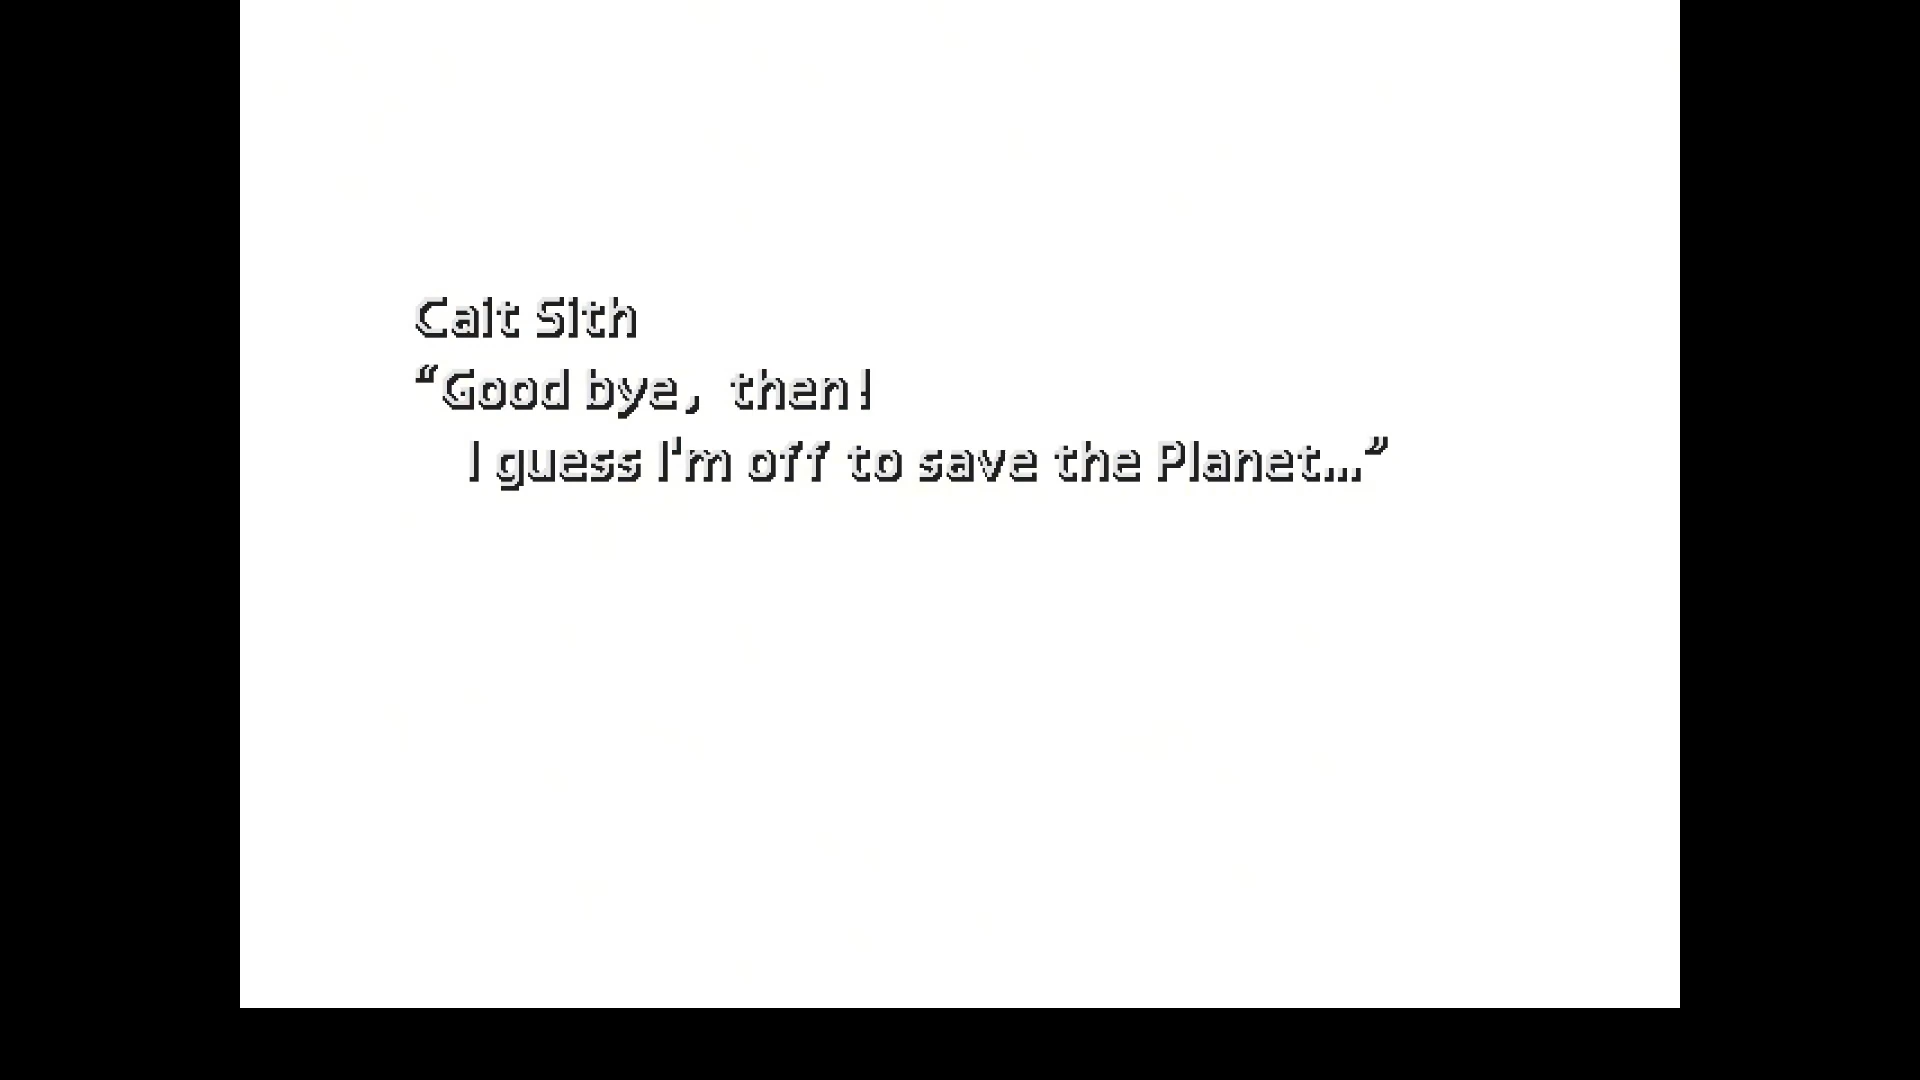 Cait Sith
“Good bye, then!
I guess I'm off to save the Planet...”